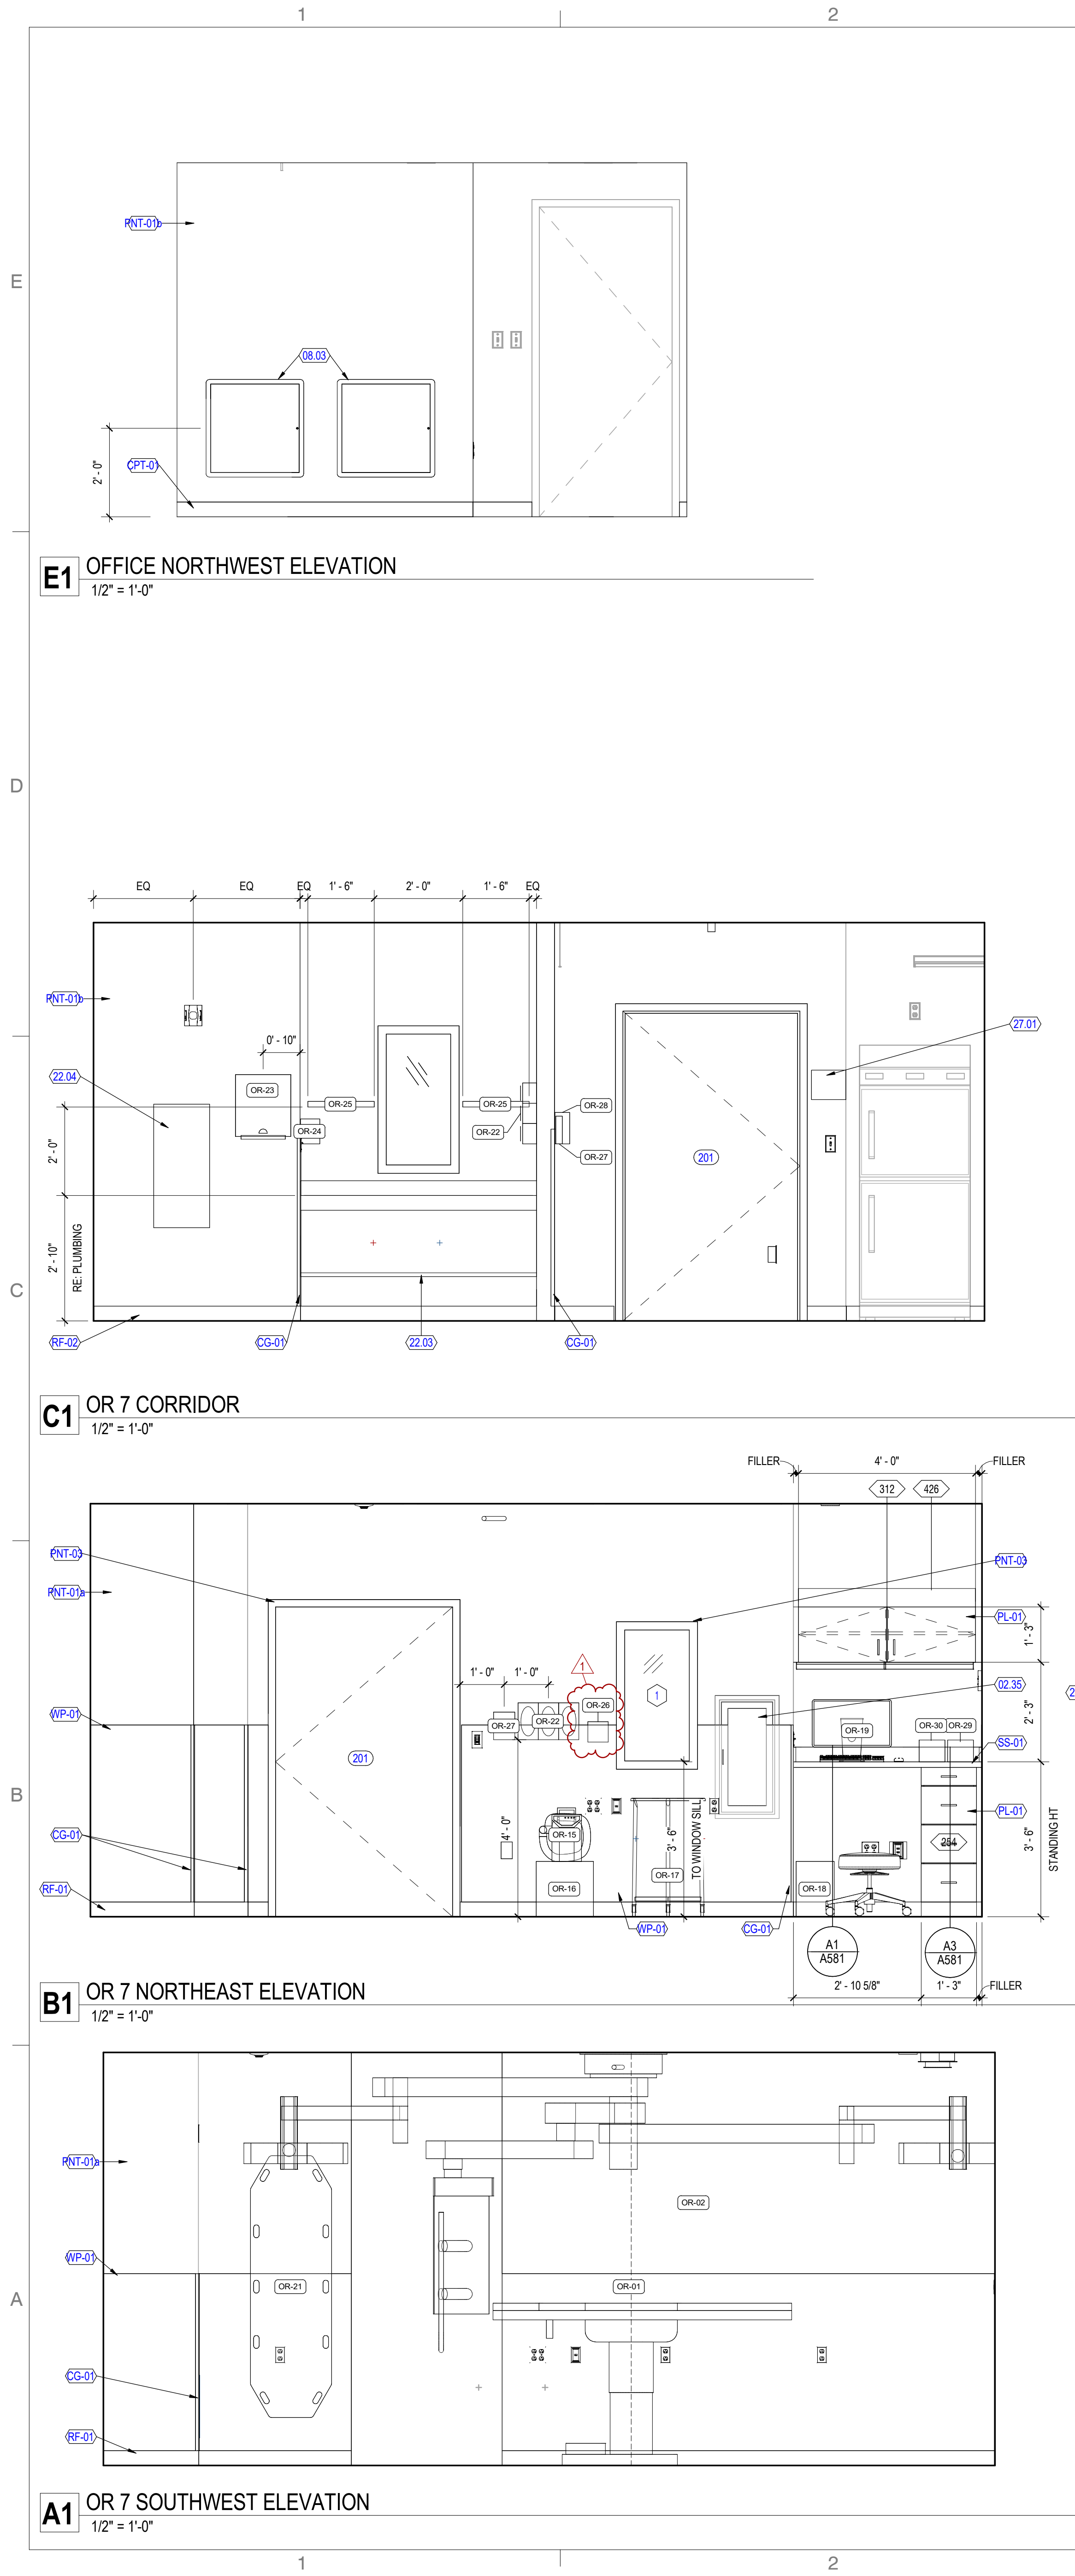 1
2
E
PNT-01b
08.03
2' - 0"
CPT-01
E1
OFFICE NORTHWEST ELEVATION
1/2" = 1'-0"
D
EQ
EQ
EQ
1' - 6"
2' - 0"
1' - 6"
EQ
PNT-01b
27.01
0' - 10"
22.04
OR-23
OR-25
OR-25
OR-28
OR-24
OR-22
OR-27
201
2' - 0"
2' - 10"
RE: PLUMBING
C
RF-02
CG-01
22.03
CG-01
C1
OR 7 CORRIDOR
1/2" = 1'-0"
FILLER
4' - 0"
FILLER
312
426
PNT-03
PNT-03
PNT-01a
PL-01
1' - 3"
1' - 0"
1' - 0"
1
02.35
2
WP-01
OR-27
OR-22
OR-26
1
OR-19
OR-30
OR-29
2' - 3"
SS-01
201
B
CG-01
4' - 0"
OR-15
3' - 6"
TO WINDOW SILL
PL-01
254
3' - 6"
STANDING HT
RF-01
OR-16
OR-17
OR-18
WP-01
CG-01
A1
A581
A3
A581
2' - 10 5/8"
1' - 3"
FILLER
B1
OR 7 NORTHEAST ELEVATION
1/2" = 1'-0"
PNT-01a
OR-02
WP-01
OR-21
OR-01
A
CG-01
RF-01
A1
OR 7 SOUTHWEST ELEVATION
1/2" = 1'-0"
1
2